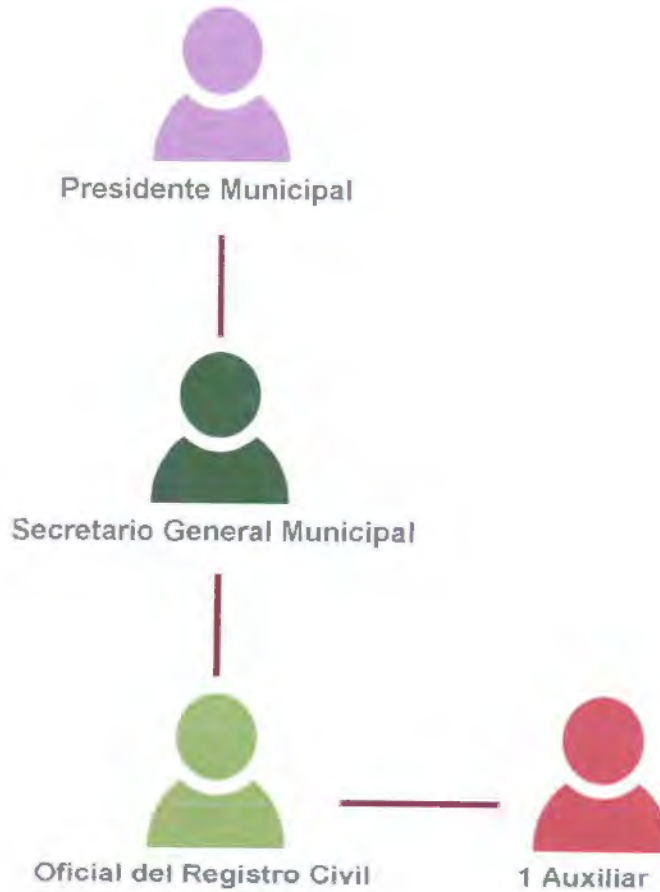 Presidente Municipal
Secretario General Municipal
Oficial del Registro Civil
1 Auxiliar